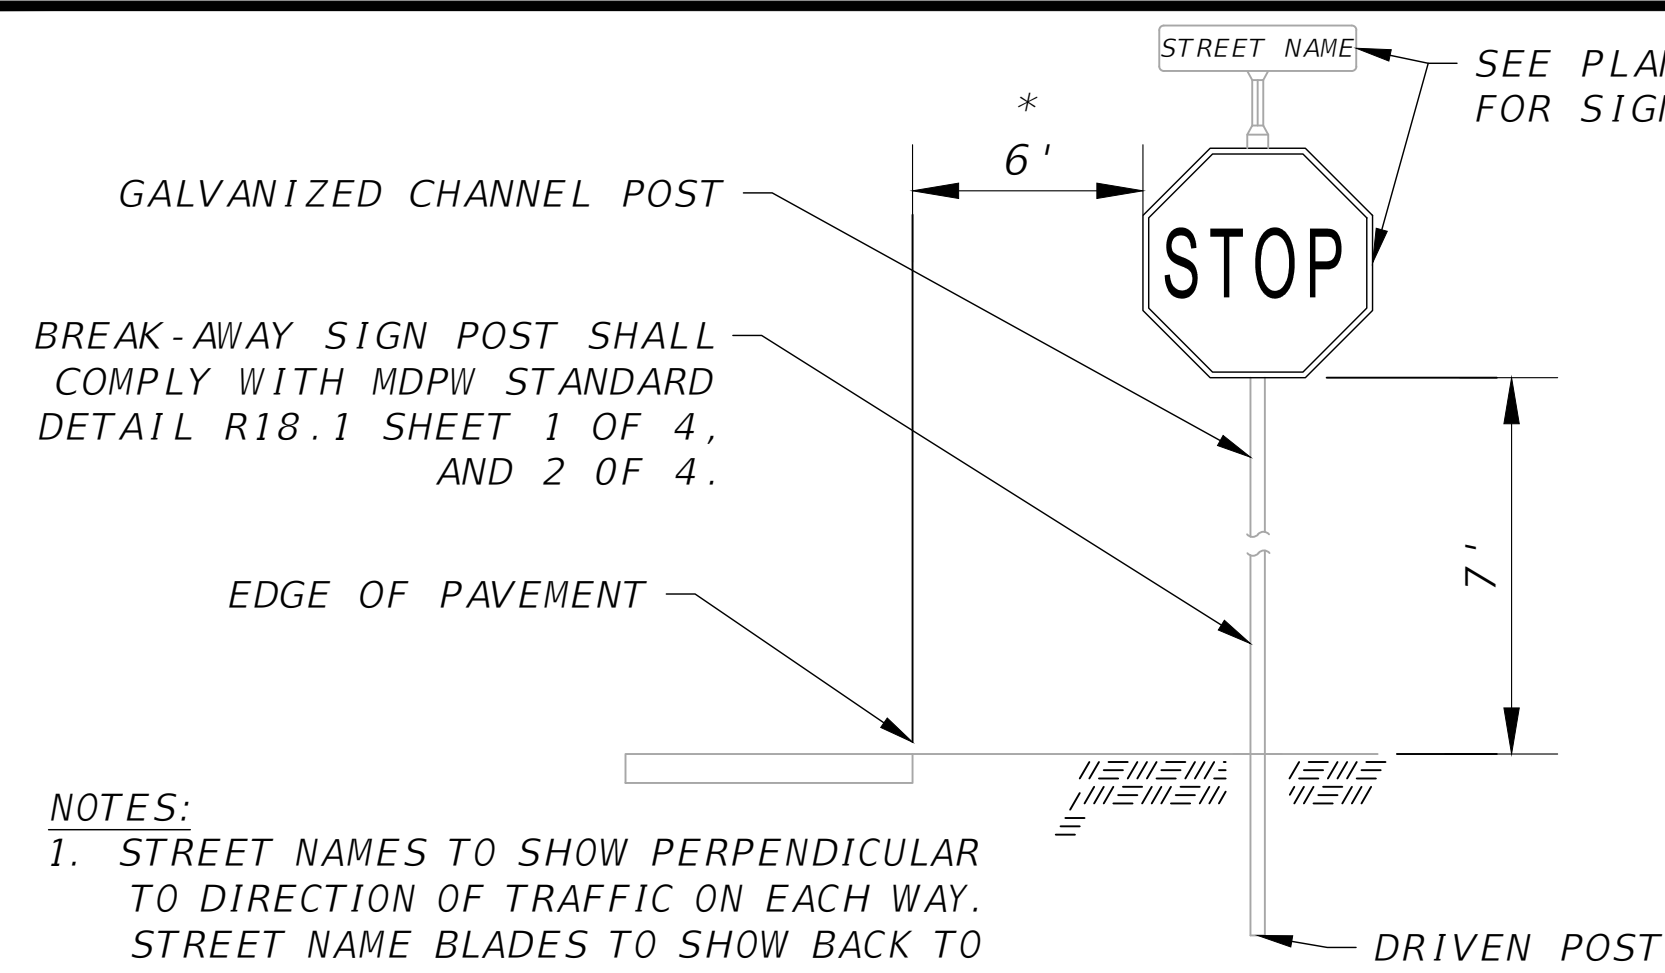 STREET NAME
SEE
FOR
*
6'
GALVANIZED CHANNEL POST
STOP
BREAK-AWAY SIGN POST SHALL
COMPLY WITH MDPW STANDARD
DETAIL R18.1 SHEET 1 OF 4,
AND 2 OF 4.
7'
EDGE OF PAVEMENT
NOTES:
1. STREET NAMES TO SHOW PERPENDICULAR
TO DIRECTION OF TRAFFIC ON EACH WAY.
STREET NAME BLADES TO SHOW BACK TO
DRIVEN POST